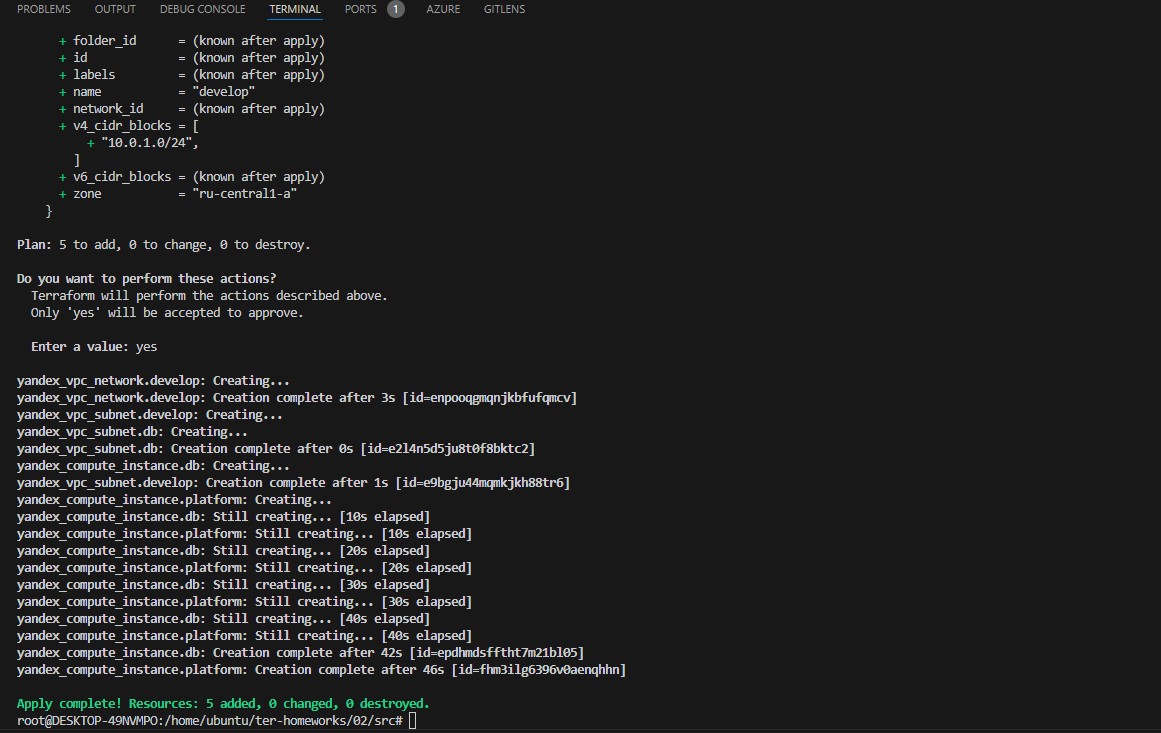 PROBLEMS OUTPUT DEBUG CONSOLE TERMINAL PORTS 1 AZURE GITLENS
+ folder_id      = (known after apply)
+ id             = (known after apply)
+ labels         = (known after apply)
+ name           = "develop"
+ network_id     = (known after apply)
+ v4_cidr_blocks = [
+ "10.0.1.0/24",
]
+ v6_cidr_blocks = (known after apply)
+ zone           = "ru-central1-a"
}
Plan: 5 to add, 0 to change, 0 to destroy.
Do you want to perform these actions?
Terraform will perform the actions described above.
Only 'yes' will be accepted to approve.
Enter a value: yes
yandex_vpc_network.develop: Creating...
yandex_vpc_network.develop: Creation complete after 3s [id=enpooqgmqnjkbfufqmcv]
yandex_vpc_subnet.develop: Creating...
yandex_vpc_subnet.db: Creating...
yandex_vpc_subnet.db: Creation complete after 0s [id=e2l4n5d5ju8t0f8bktc2]
yandex_compute_instance.db: Creating...
yandex_vpc_subnet.develop: Creation complete after 1s [id=e9bgju44mqmkjkh88tr6]
yandex_compute_instance.platform: Creating...
yandex_compute_instance.db: Still creating... [10s elapsed]
yandex_compute_instance.platform: Still creating... [10s elapsed]
yandex_compute_instance.db: Still creating... [20s elapsed]
yandex_compute_instance.platform: Still creating... [20s elapsed]
yandex_compute_instance.db: Still creating... [30s elapsed]
yandex_compute_instance.platform: Still creating... [30s elapsed]
yandex_compute_instance.db: Still creating... [40s elapsed]
yandex_compute_instance.platform: Still creating... [40s elapsed]
yandex_compute_instance.db: Creation complete after 42s [id=epdhmdsfftht7m21bl05]
yandex_compute_instance.platform: Creation complete after 46s [id=fhm3ilg6396v0aenqhhn]
Apply complete! Resources: 5 added, 0 changed, 0 destroyed.
root@DESKTOP-49NVMPO:/home/ubuntu/ter-homeworks/02/src#